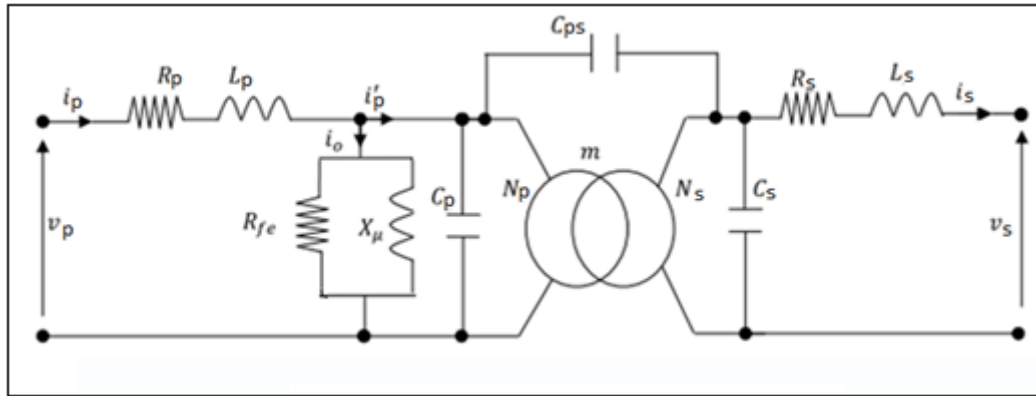 C_ps
R_p L_p
R_s L_s
i_p i'_p i_s
i_o
m
N_p N_s
C_p C_s
R_fe X_μ
v_p v_s